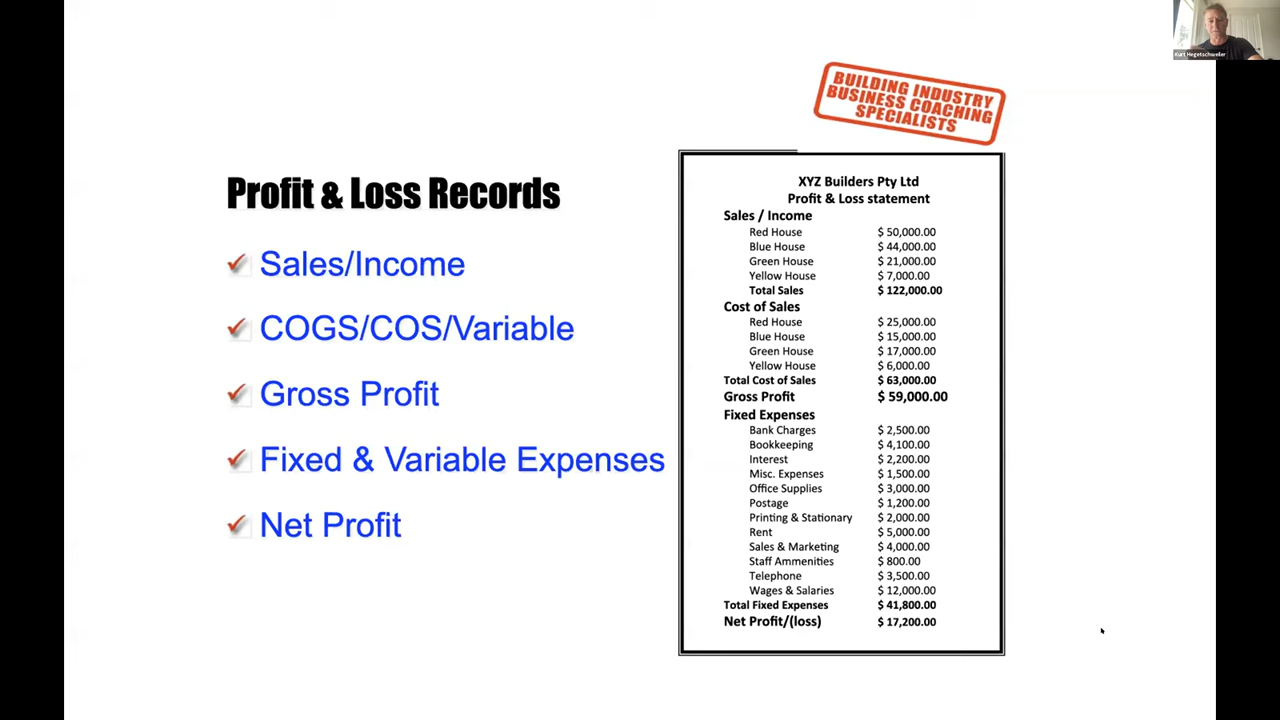 Kurt Hegetschweiler
BUILDING INDUSTRY
BUSINESS COACHING
SPECIALISTS
Profit & Loss Records
Sales/Income
COGS/COS/Variable
Gross Profit
Fixed & Variable Expenses
Net Profit
XYZ Builders Pty Ltd
Profit & Loss statement
Sales / Income
Red House $ 50,000.00
Blue House $ 44,000.00
Green House $ 21,000.00
Yellow House $ 7,000.00
Total Sales $ 122,000.00
Cost of Sales
Red House $ 25,000.00
Blue House $ 15,000.00
Green House $ 17,000.00
Yellow House $ 6,000.00
Total Cost of Sales $ 63,000.00
Gross Profit $ 59,000.00
Fixed Expenses
Bank Charges $ 2,500.00
Bookkeeping $ 4,100.00
Interest $ 2,200.00
Misc. Expenses $ 1,500.00
Office Supplies $ 3,000.00
Postage $ 1,200.00
Printing & Stationary $ 2,000.00
Rent $ 5,000.00
Sales & Marketing $ 4,000.00
Staff Ammenities $ 800.00
Telephone $ 3,500.00
Wages & Salaries $ 12,000.00
Total Fixed Expenses $ 41,800.00
Net Profit/(loss) $ 17,200.00